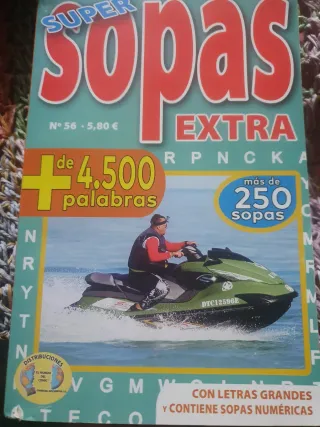 SUPER
sopas
Nº 56 - 5,80 €
EXTRA
RPNCKA
+ de 4.500
palabras
más de
250
sopas
N
R
Y
T
N
DISTRIBUCIONES
CON LETRAS GRANDES
Y CONTIENE SOPAS NUMÉRICAS
TECO